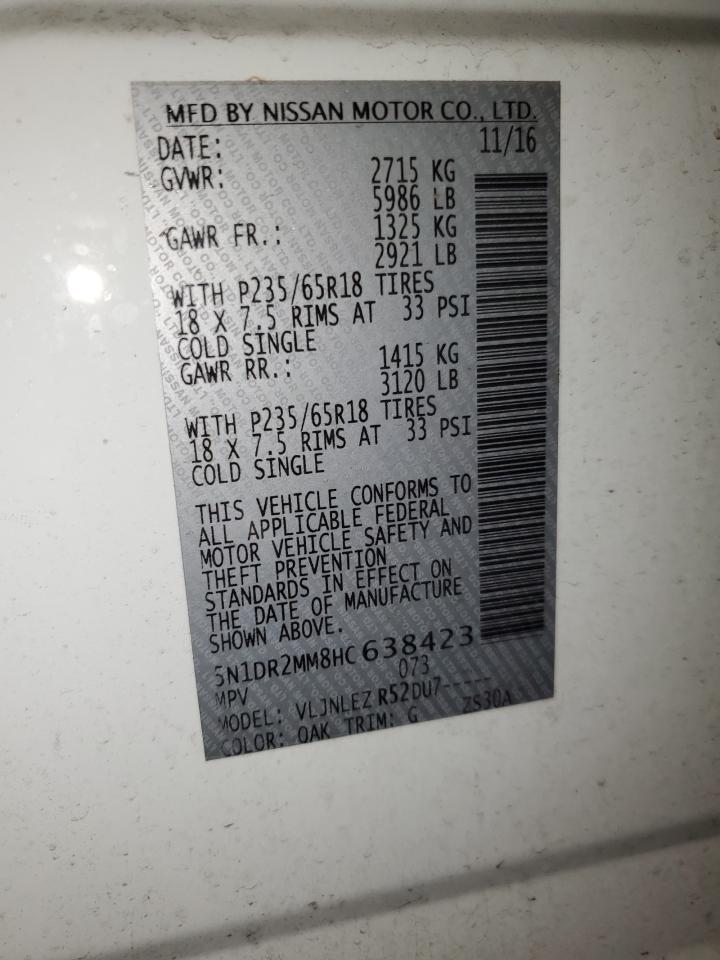 MFD BY NISSAN MOTOR CO., LTD.
DATE: 11/16
GVWR: 2715 KG
5986 LB
GAWR FR.: 1325 KG
2921 LB
WITH P235/65R18 TIRES
18 X 7.5 RIMS AT 33 PSI
COLD SINGLE
GAWR RR.: 1415 KG
3120 LB
WITH P235/65R18 TIRES
18 X 7.5 RIMS AT 33 PSI
COLD SINGLE
THIS VEHICLE CONFORMS TO
ALL APPLICABLE FEDERAL
MOTOR VEHICLE SAFETY AND
THEFT PREVENTION
STANDARDS IN EFFECT ON
THE DATE OF MANUFACTURE
SHOWN ABOVE.
5N1DR2MM8HC638423
MPV 073
MODEL: VLJNLEZ R52DU7-----
COLOR: OAK TRIM: G ZS30A